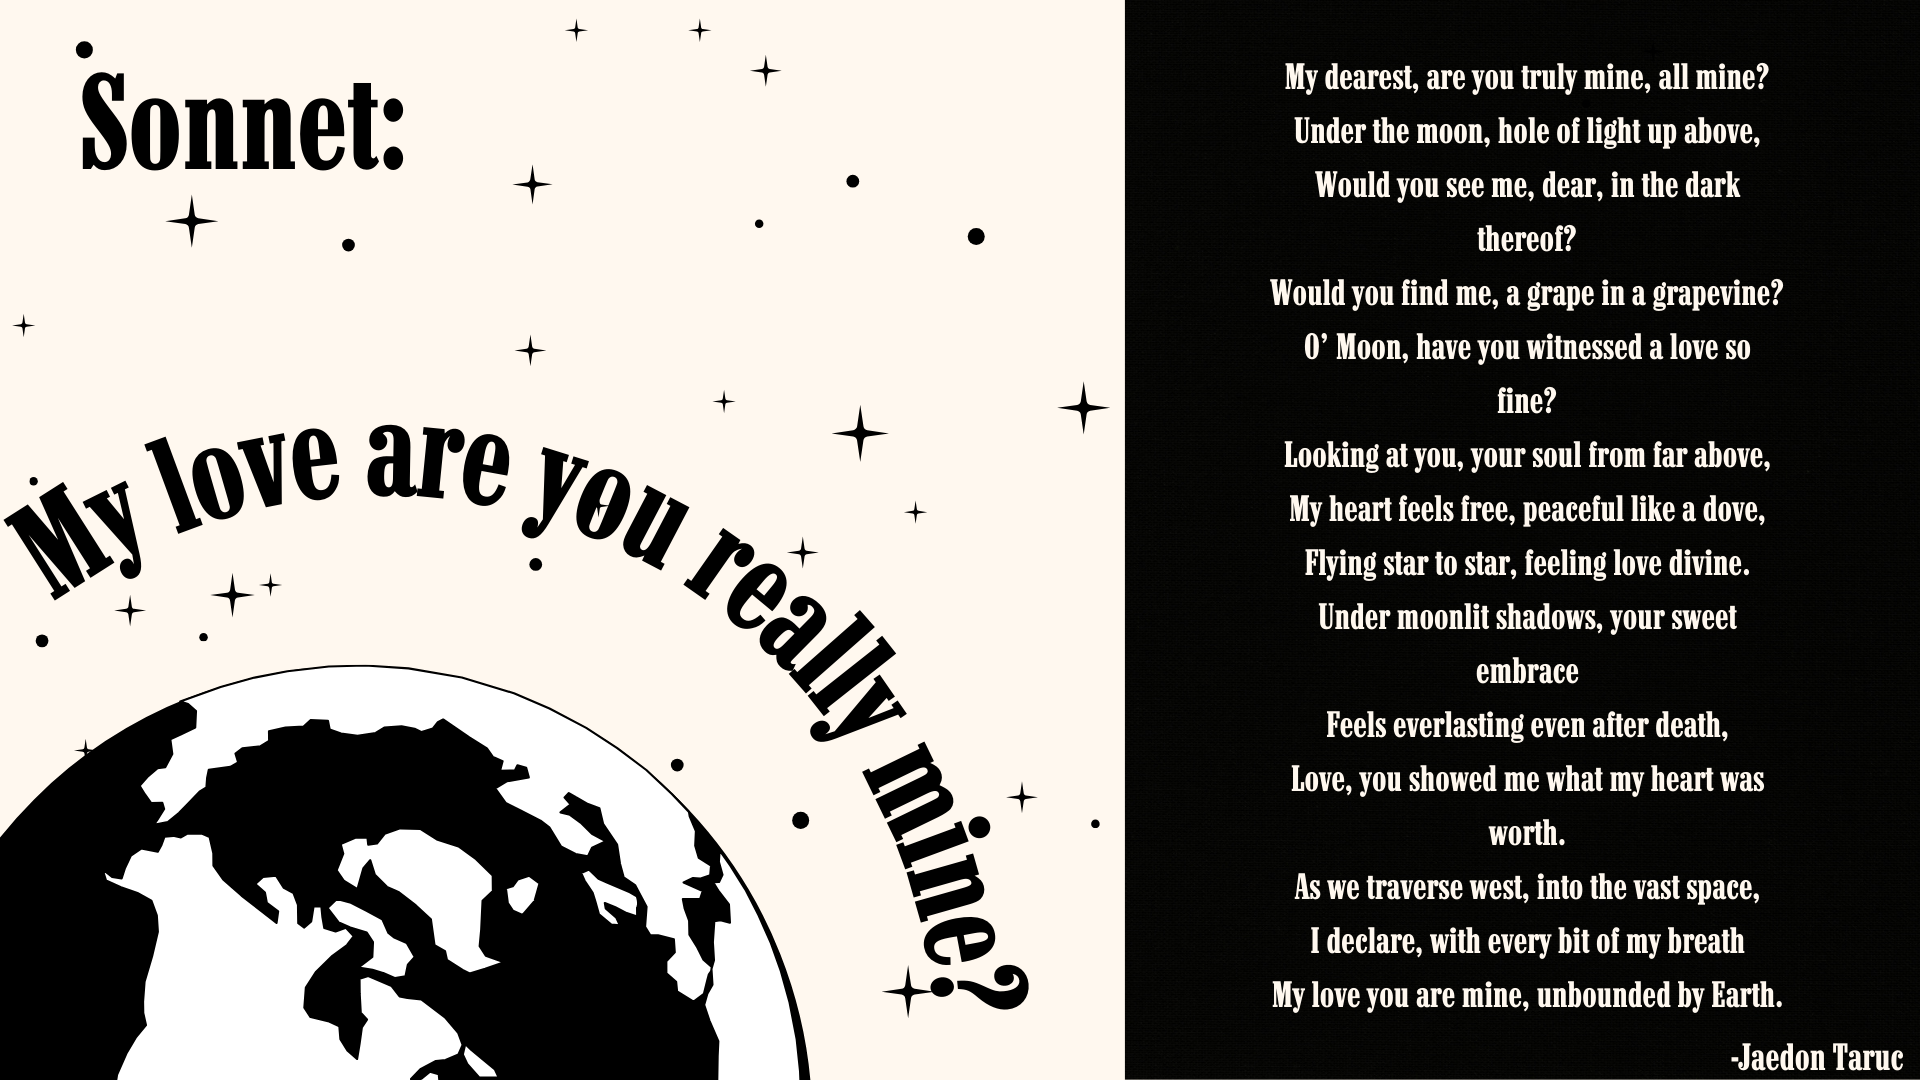 Sonnet:
My love are you really mine?
My dearest, are you truly mine, all mine?
Under the moon, hole of light up above,
Would you see me, dear, in the dark
thereof?
Would you find me, a grape in a grapevine?
O’ Moon, have you witnessed a love so
fine?
Looking at you, your soul from far above,
My heart feels free, peaceful like a dove,
Flying star to star, feeling love divine.
Under moonlit shadows, your sweet
embrace
Feels everlasting even after death,
Love, you showed me what my heart was
worth.
As we traverse west, into the vast space,
I declare, with every bit of my breath
My love you are mine, unbounded by Earth.
-Jaedon Taruc